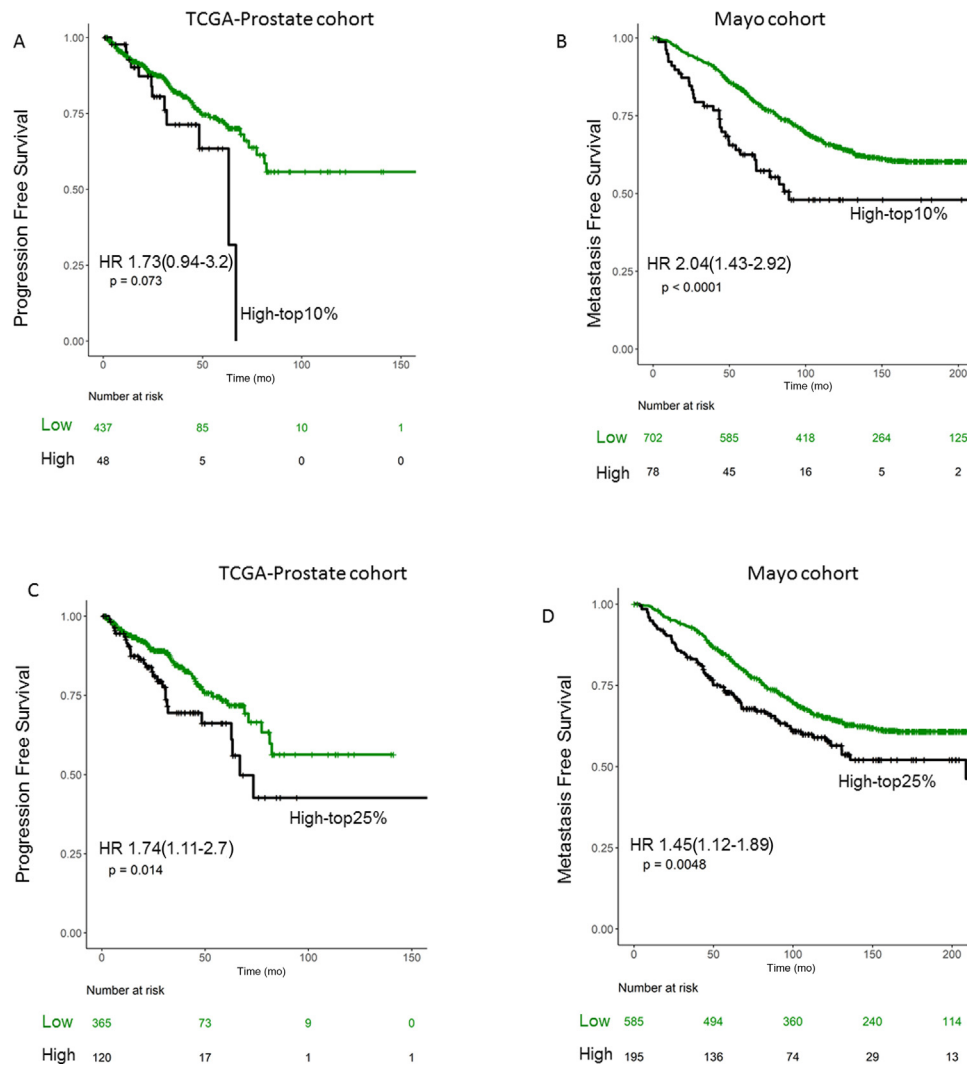 TCGA-Prostate cohort
A
1.00
0.75
0.50
0.25
0.00
Progression Free Survival
HR 1.73(0.94-3.2)
p = 0.073
High-top10%
0 50 100 150
Time (mo)
Number at risk
Low 437 85 10 1
High 48 5 0 0
Mayo cohort
B
1.00
0.75
0.50
0.25
0.00
Metastasis Free Survival
High-top10%
HR 2.04(1.43-2.92)
p < 0.0001
0 50 100 150 200
Time (mo)
Number at risk
Low 702 585 418 264 125
High 78 45 16 5 2
TCGA-Prostate cohort
C
1.00
0.75
0.50
0.25
0.00
Progression Free Survival
High-top25%
HR 1.74(1.11-2.7)
p = 0.014
0 50 100 150
Time (mo)
Number at risk
Low 365 73 9 0
High 120 17 1 1
Mayo cohort
D
1.00
0.75
0.50
0.25
0.00
Metastasis Free Survival
High-top25%
HR 1.45(1.12-1.89)
p = 0.0048
0 50 100 150 200
Time (mo)
Number at risk
Low 585 494 360 240 114
High 195 136 74 29 13